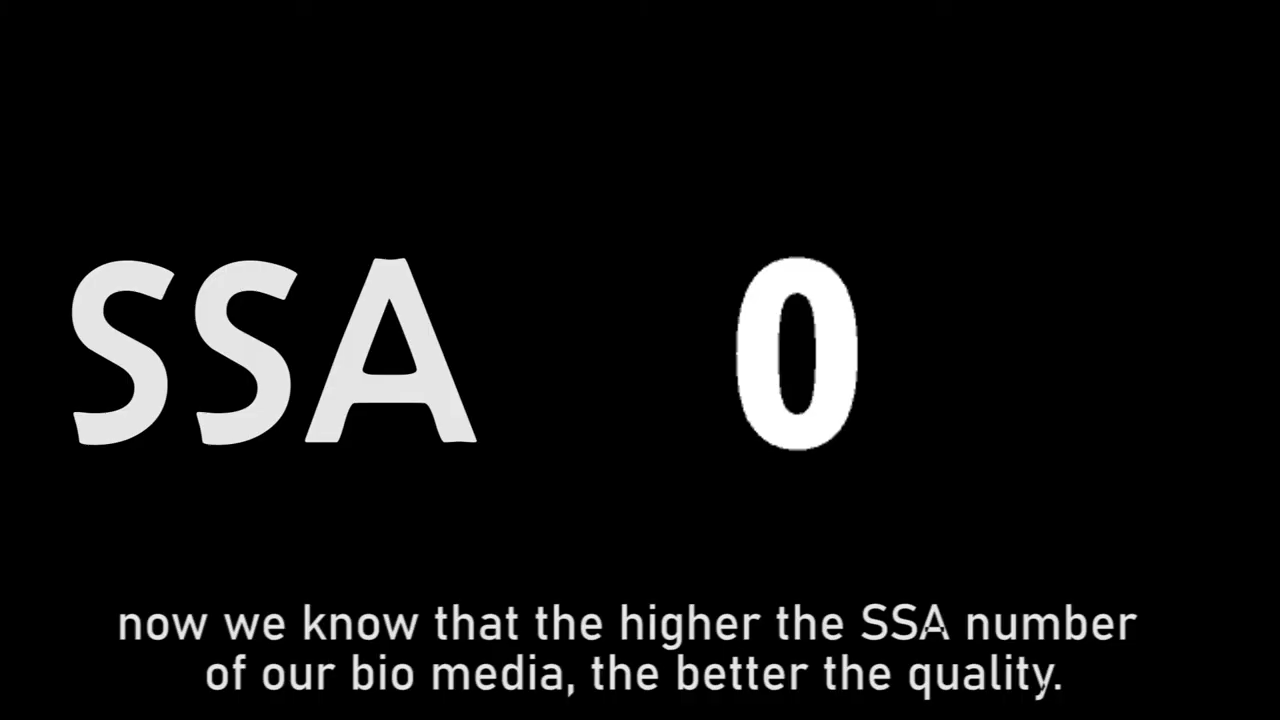 SSA 0
now we know that the higher the SSA number
of our bio media, the better the quality.